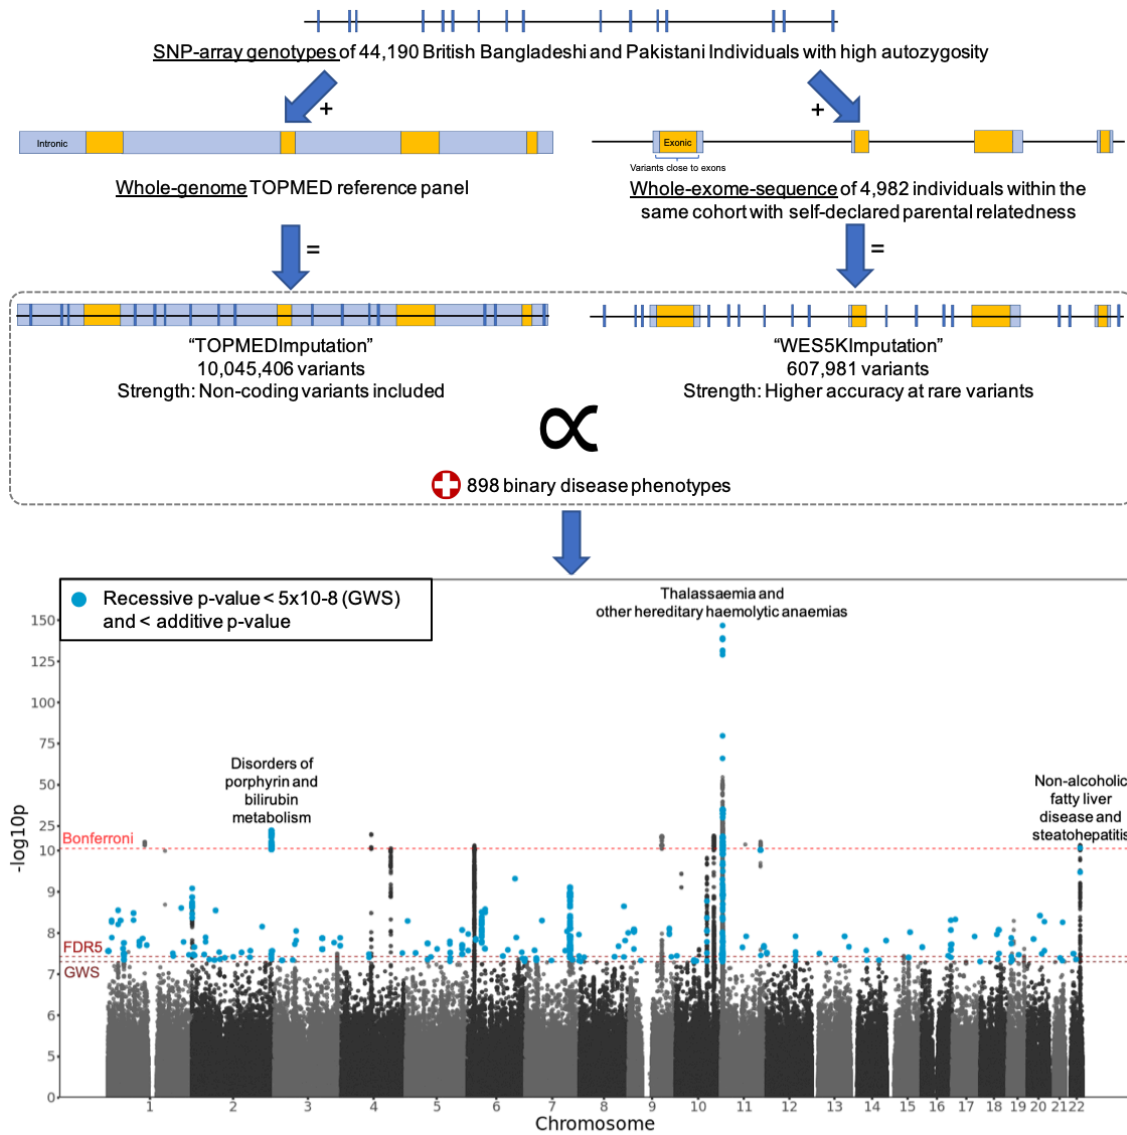 SNP-array genotypes of 44,190 British Bangladeshi and Pakistani Individuals with high autozygosity
+
+
Intronic
Exonic
Variants close to exons
Whole-genome TOPMED reference panel
Whole-exome-sequence of 4,982 individuals within the
same cohort with self-declared parental relatedness
=
=
“TOPMEDImputation”
10,045,406 variants
Strength: Non-coding variants included
“WES5KImputation”
607,981 variants
Strength: Higher accuracy at rare variants
∝
898 binary disease phenotypes
Recessive p-value < 5x10-8 (GWS)
and < additive p-value
Thalassaemia and
other hereditary haemolytic anaemias
Disorders of
porphyrin and
bilirubin
metabolism
Non-alcoholic
fatty liver
disease and
steatohepatitis
-log10p
150
125
100
75
50
25
Bonferroni
10
9
8
FDR5
GWS
7
6
5
0
1 2 3 4 5 6 7 8 9 10 11 12 13 14 15 16 17 18 19 20 21 22
Chromosome